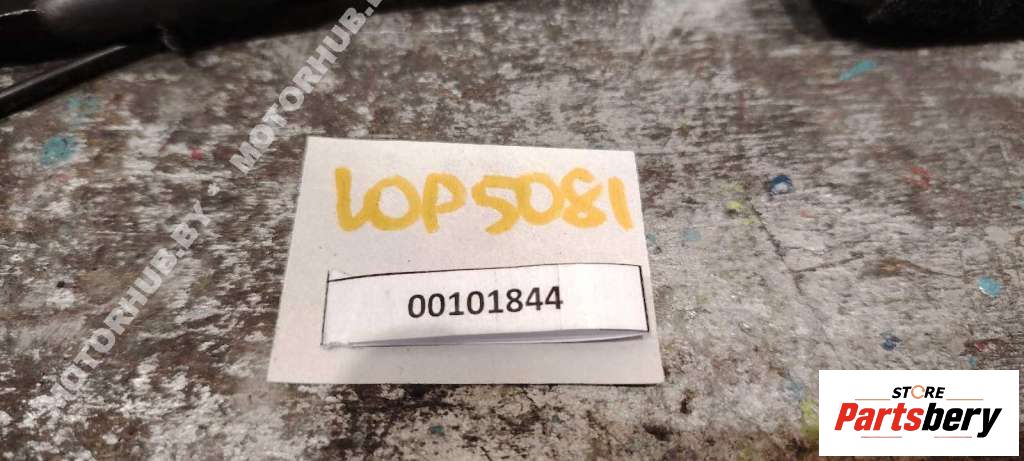 MOTORHUB.BY - MOTORHUB.BY
LOP5081
00101844
STORE
Partsbery